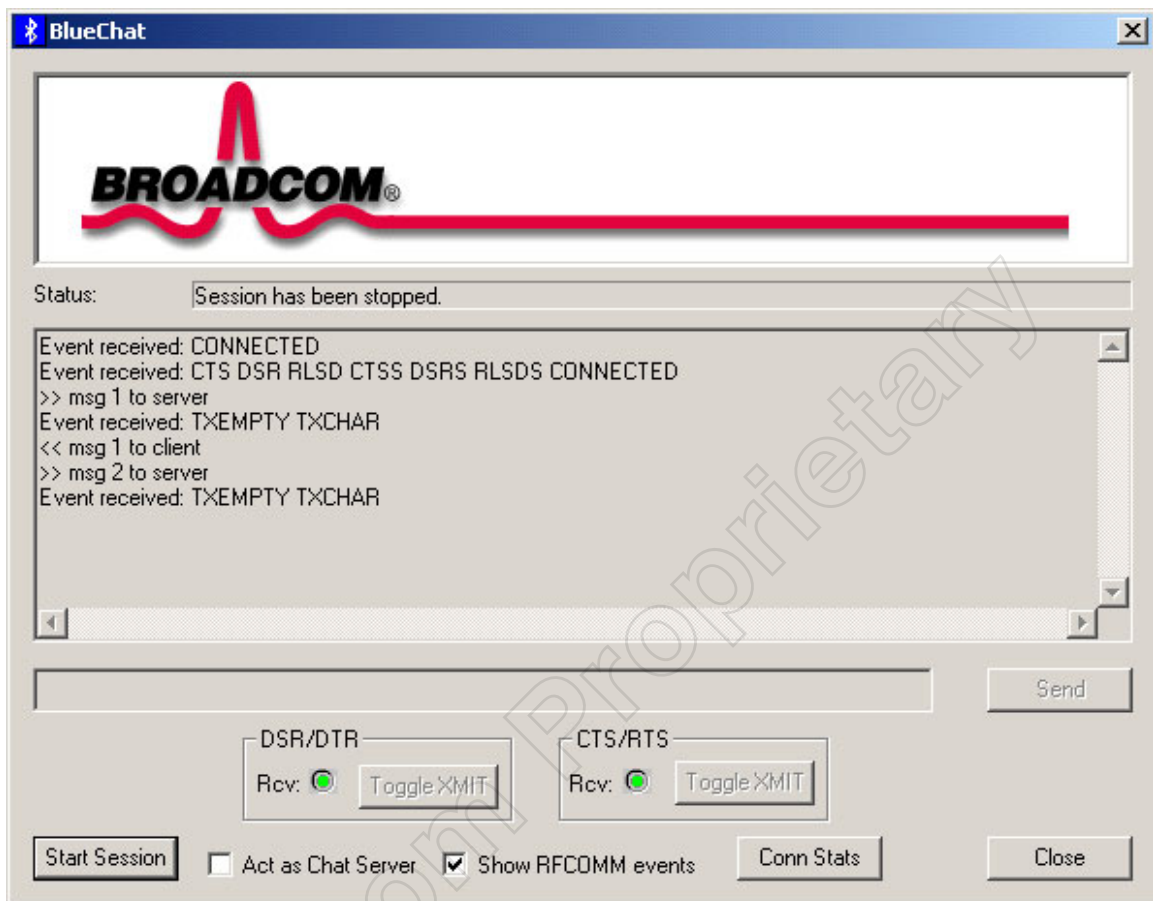 BlueChat
BROADCOM®
Status: Session has been stopped.
Event received: CONNECTED
Event received: CTS DSR RLSD CTSS DSRS RLSDS CONNECTED
>> msg 1 to server
Event received: TXEMPTY TXCHAR
<< msg 1 to client
>> msg 2 to server
Event received: TXEMPTY TXCHAR
Send
DSR/DTR CTS/RTS
Rcv: Toggle XMIT Rcv: Toggle XMIT
Start Session Act as Chat Server Show RFCOMM events Conn Stats Close
om Proprietary